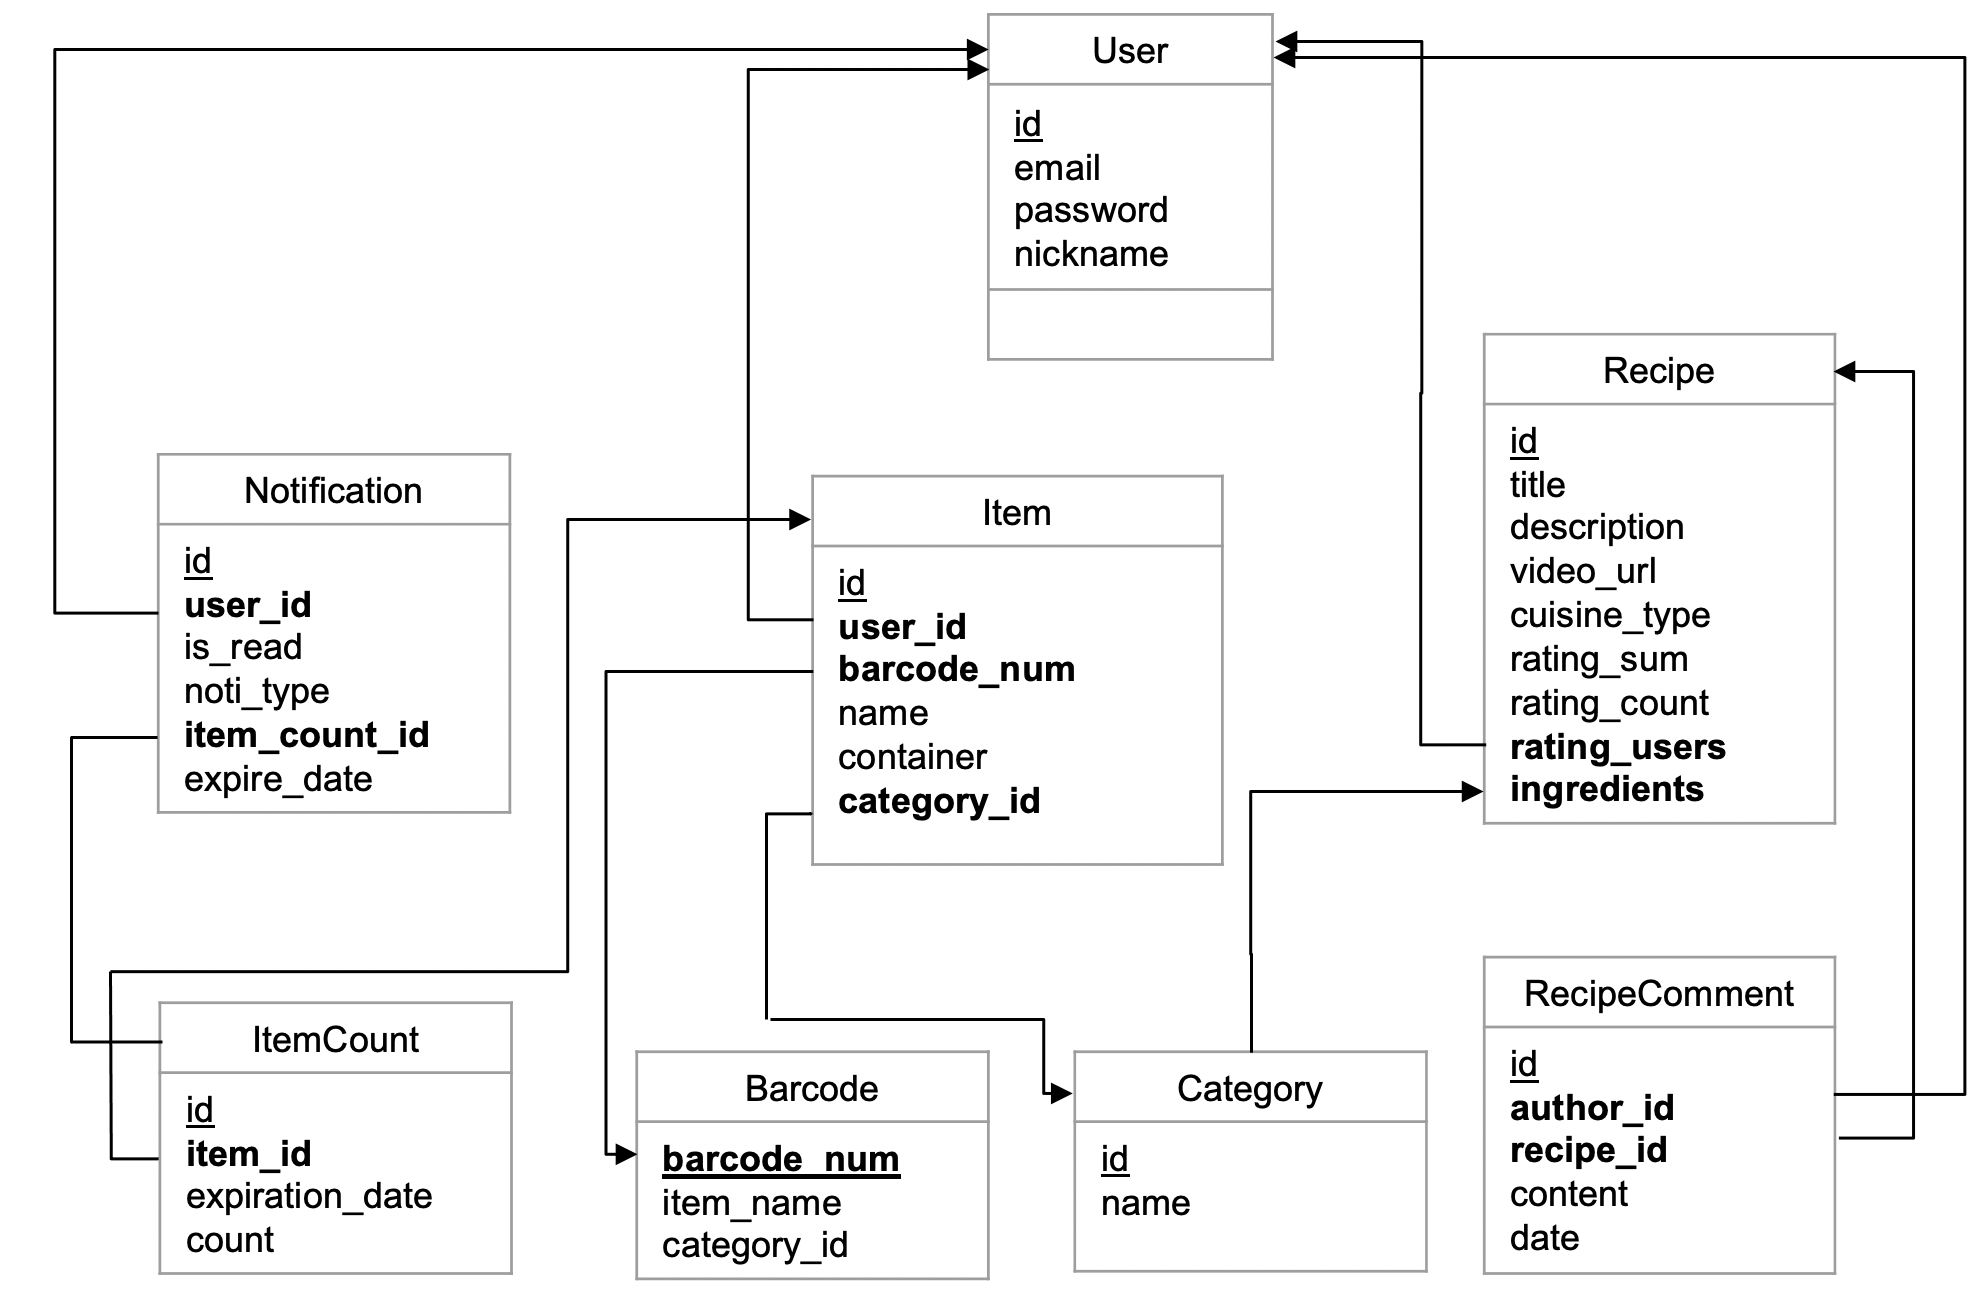 User
id
email
password
nickname
Recipe
id
title
description
video_url
cuisine_type
rating_sum
rating_count
rating_users
ingredients
Notification
id
user_id
is_read
noti_type
item_count_id
expire_date
Item
id
user_id
barcode_num
name
container
category_id
ItemCount
id
item_id
expiration_date
count
Barcode
barcode_num
item_name
category_id
Category
id
name
RecipeComment
id
author_id
recipe_id
content
date